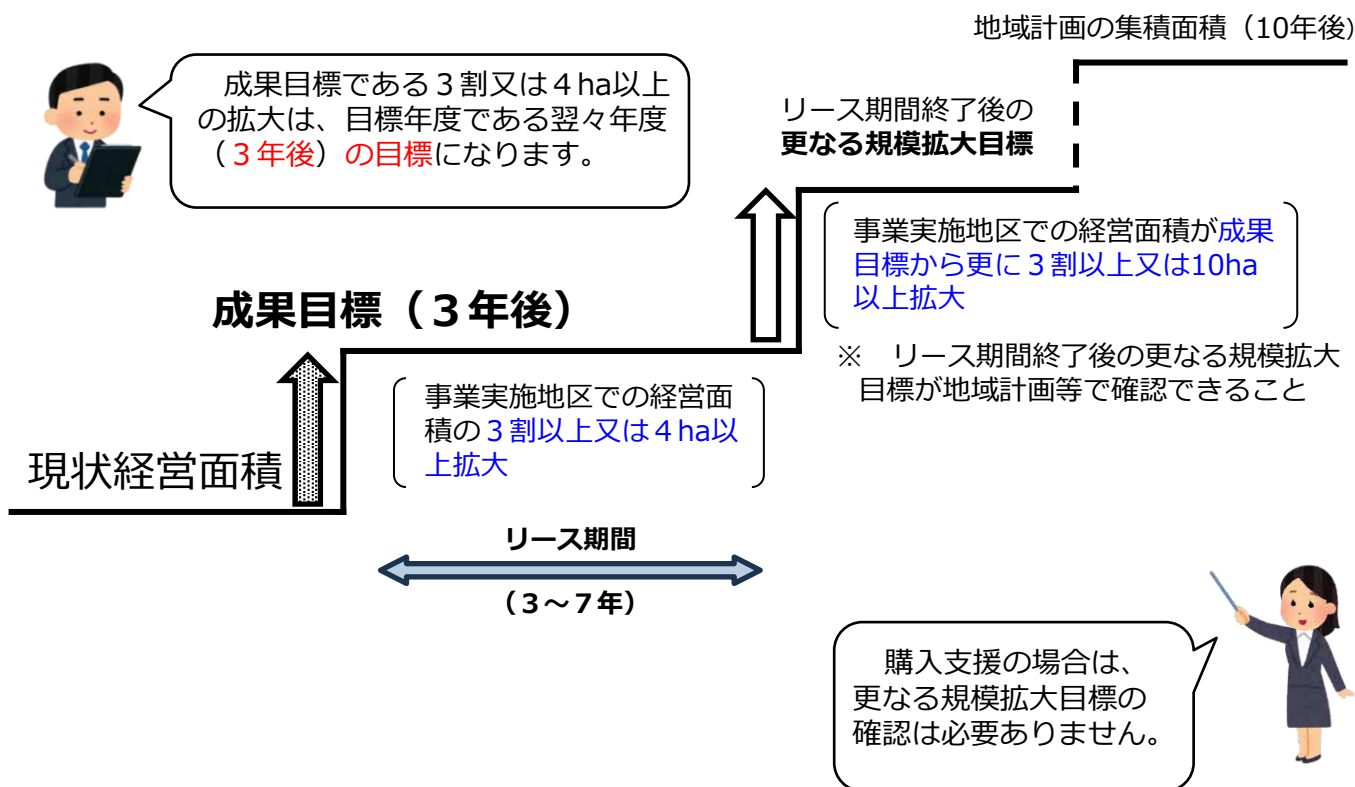 地域計画の集積面積（10年後）
成果目標である３割又は４ha以上
の拡大は、目標年度である翌々年度
（３年後）の目標になります。
リース期間終了後の
更なる規模拡大目標
事業実施地区での経営面積が成果
目標から更に３割以上又は10ha
以上拡大
成果目標（３年後）
※　リース期間終了後の更なる規模拡大
目標が地域計画等で確認できること
事業実施地区での経営面
積の３割以上又は４ha以
上拡大
現状経営面積
リース期間
（３～７年）
購入支援の場合は、
更なる規模拡大目標の
確認は必要ありません。